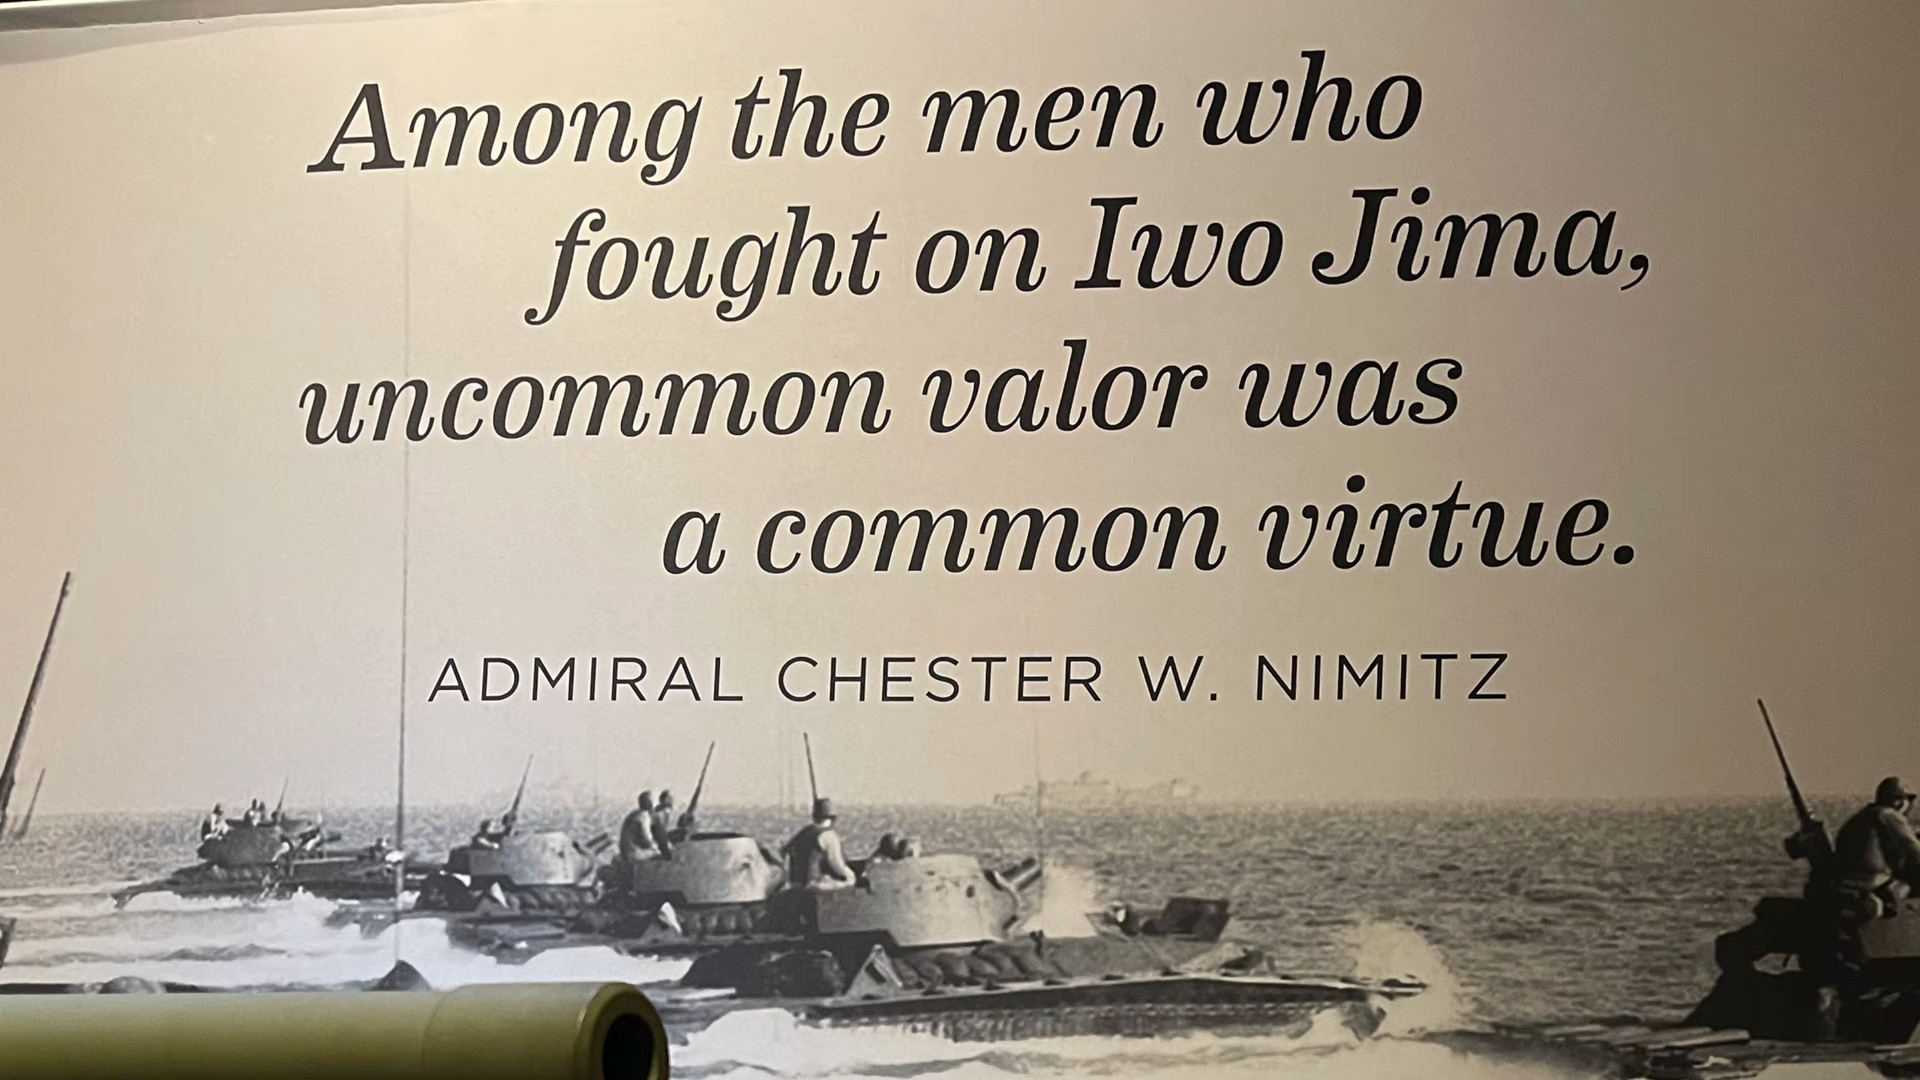 Among the men who
fought on Iwo Jima,
uncommon valor was
a common virtue.
ADMIRAL CHESTER W. NIMITZ